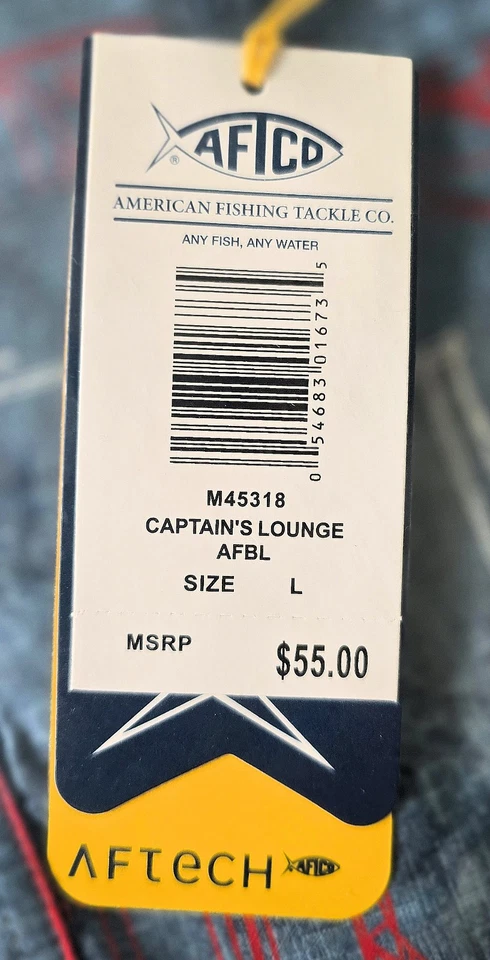 AFTCO
®
AMERICAN FISHING TACKLE CO.
ANY FISH, ANY WATER
0 54683 01673 5
M45318
CAPTAIN'S LOUNGE
AFBL
SIZE L
MSRP $55.00
AFTECH AFTCO